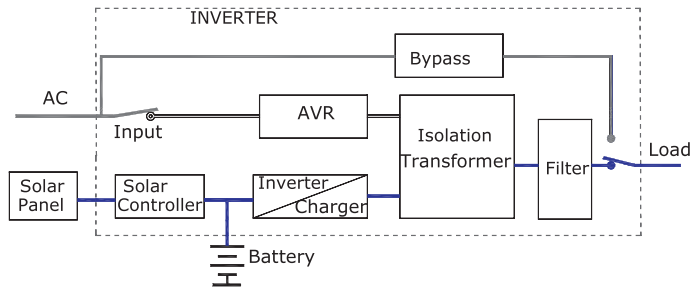 INVERTER
Bypass
AC
Input
AVR
Isolation
Transformer
Filter
Load
Solar
Panel
Solar
Controller
Inverter
Charger
Battery